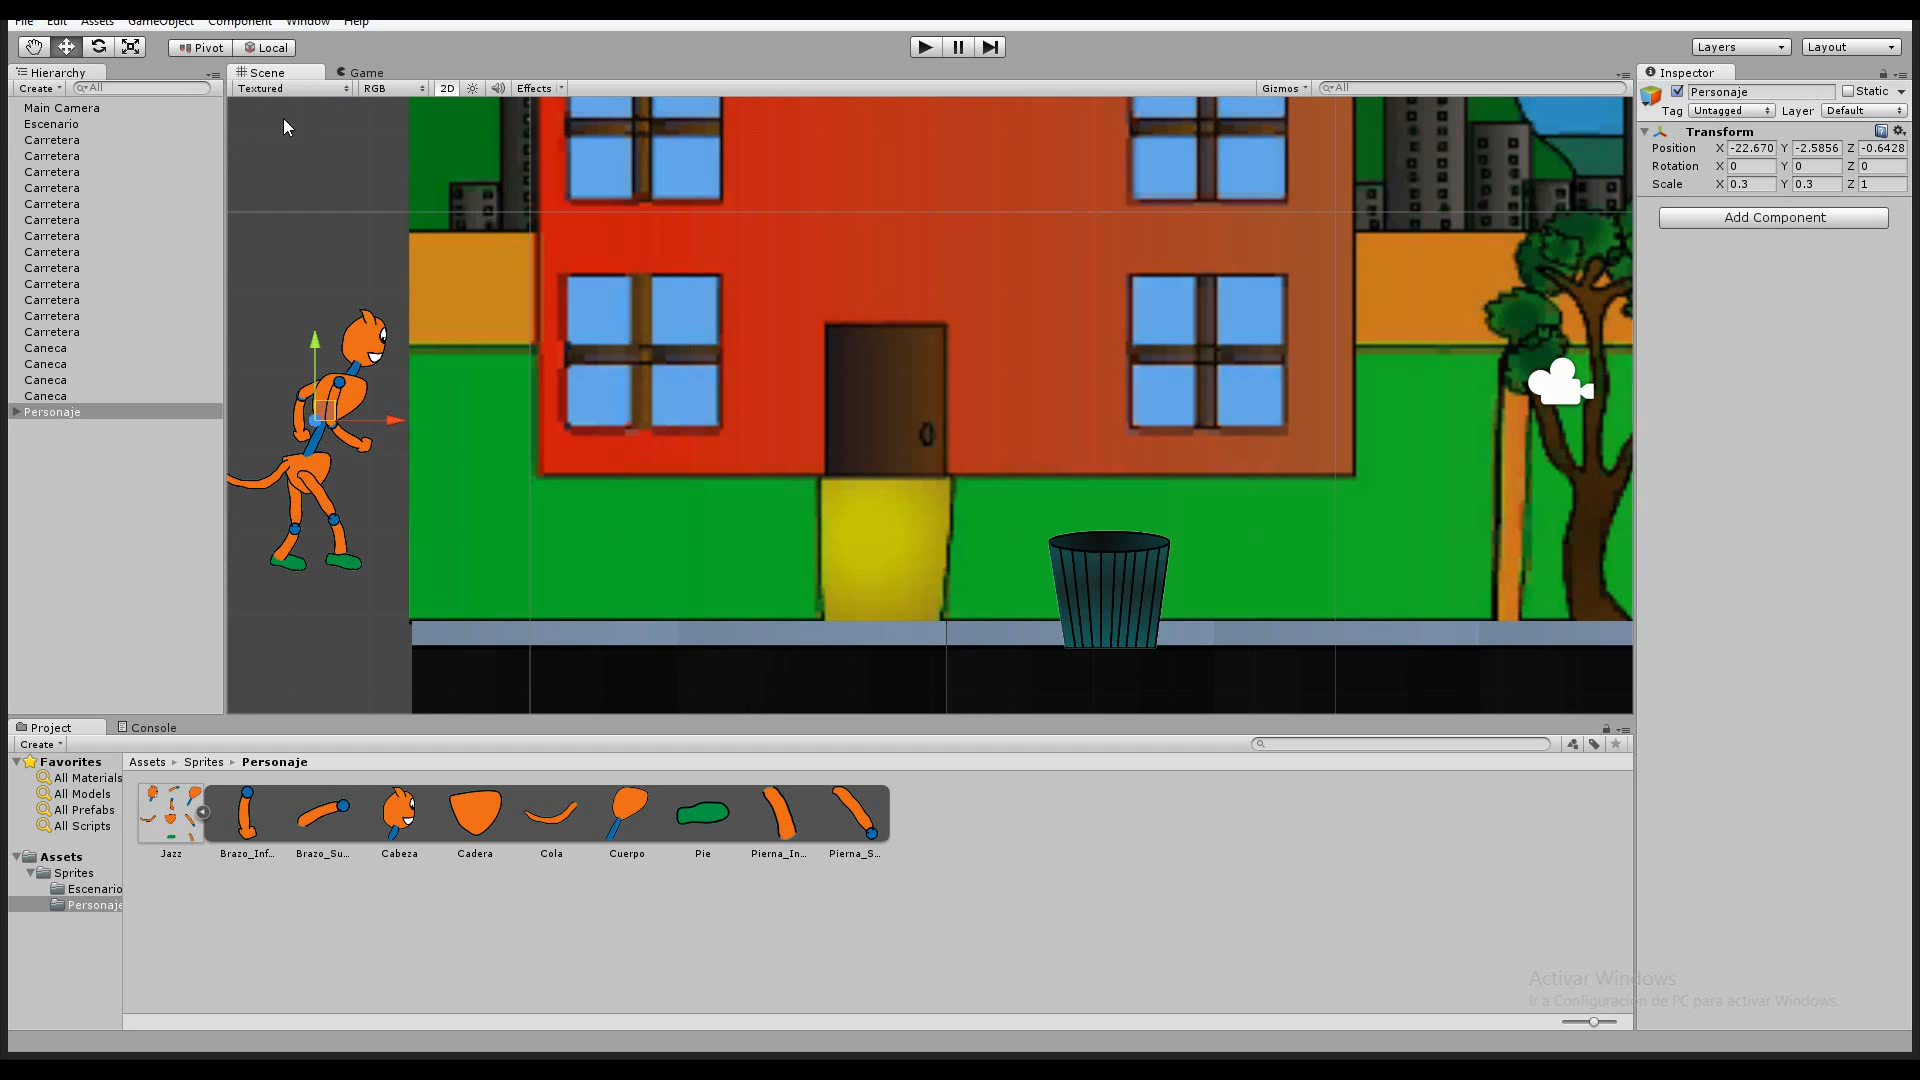 File Edit Assets GameObject Component Window Help
Pivot Local Layers Layout
Hierarchy Scene Game Inspector
Create All Textured RGB 2D Effects Gizmos All
Personaje Static
Tag Untagged Layer Default
Transform
Position X -22.670 Y -2.5856 Z -0.6428
Rotation X 0 Y 0 Z 0
Scale X 0.3 Y 0.3 Z 1
Add Component
Main Camera
Escenario
Carretera
Carretera
Carretera
Carretera
Carretera
Carretera
Carretera
Carretera
Carretera
Carretera
Carretera
Carretera
Carretera
Caneca
Caneca
Caneca
Caneca
Personaje
Project Console
Create
Favorites
All Materials
All Models
All Prefabs
All Scripts
Assets
Sprites
Escenario
Personaje
Assets Sprites Personaje
Jazz Brazo_Inf... Brazo_Su... Cabeza Cadera Cola Cuerpo Pie Pierna_In... Pierna_S...
Activar Windows
Ir a Configuración de PC para activar Windows.